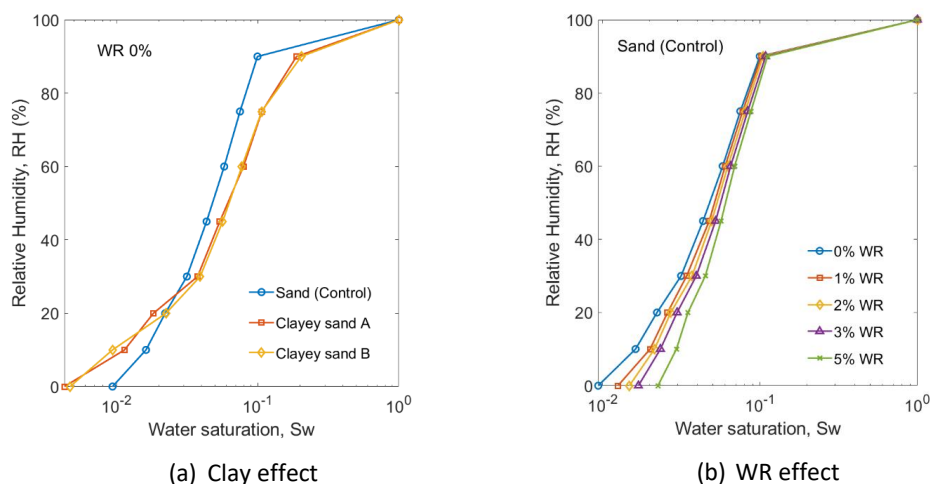 WR 0%
Relative Humidity, RH (%)
100
80
60
40
20
0
Sand (Control)
Clayey sand A
Clayey sand B
10⁻²
10⁻¹
10⁰
Water saturation, Sw
(a) Clay effect
Sand (Control)
Relative Humidity, RH (%)
100
80
60
40
20
0
0% WR
1% WR
2% WR
3% WR
5% WR
10⁻²
10⁻¹
10⁰
Water saturation, Sw
(b) WR effect